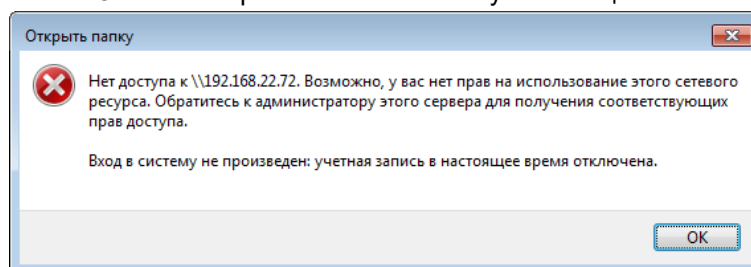 Открыть папку
Нет доступа к \\192.168.22.72. Возможно, у вас нет прав на использование этого сетевого
ресурса. Обратитесь к администратору этого сервера для получения соответствующих
прав доступа.
Вход в систему не произведен: учетная запись в настоящее время отключена.
ОК